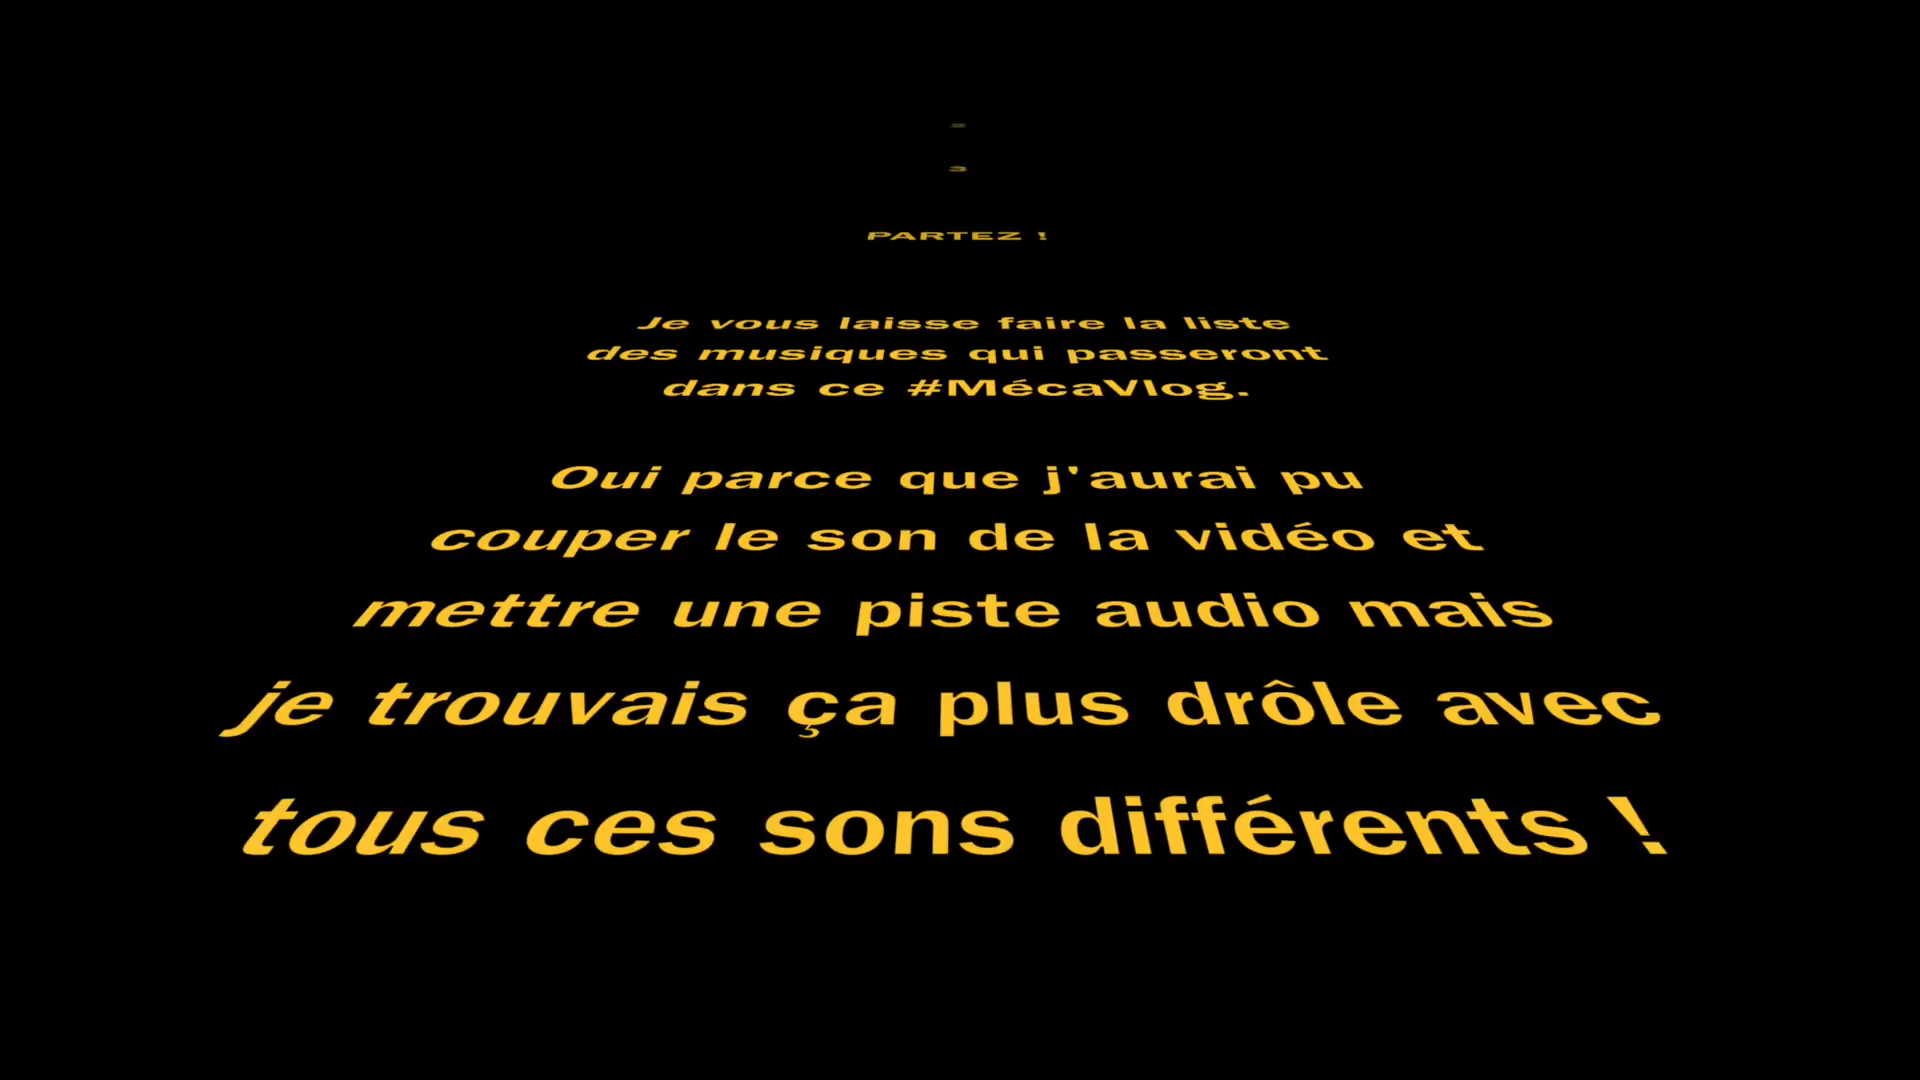 3
PARTEZ !
Je vous laisse faire la liste
des musiques qui passeront
dans ce #MécaVlog.
Oui parce que j'aurai pu
couper le son de la vidéo et
mettre une piste audio mais
je trouvais ça plus drôle avec
tous ces sons différents !